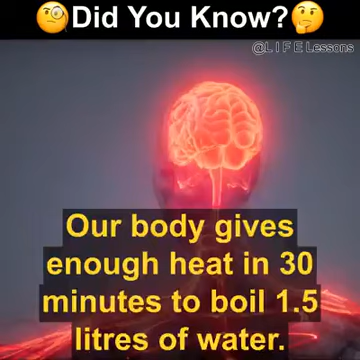 🧐Did You Know?🤔
@L I F E Lessons
Our body gives
enough heat in 30
minutes to boil 1.5
litres of water.